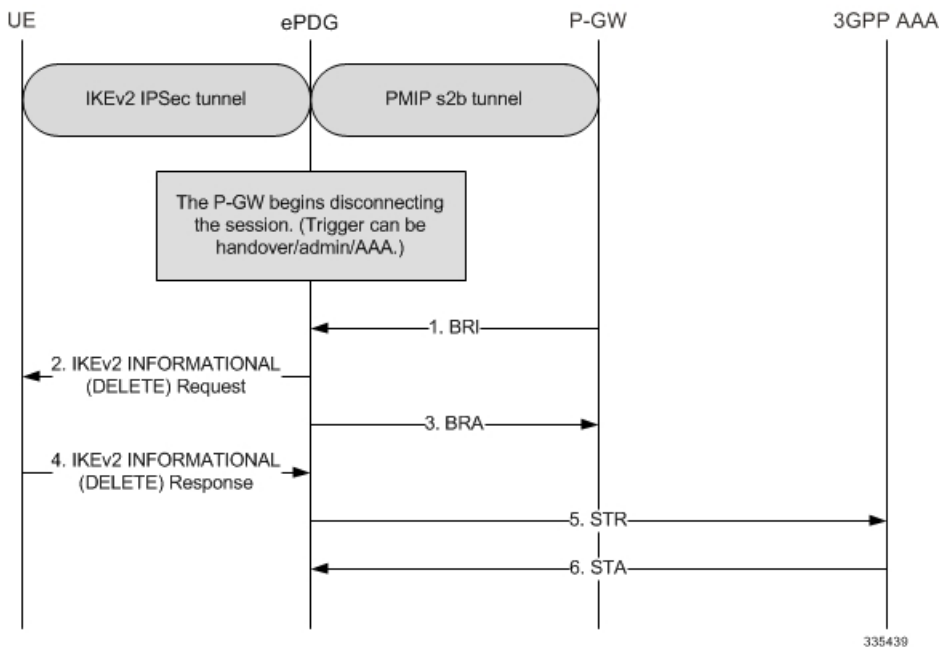 UE
ePDG
P-GW
3GPP AAA
IKEv2 IPSec tunnel
PMIP s2b tunnel
The P-GW begins disconnecting
the session. (Trigger can be
handover/admin/AAA.)
1. BRI
2. IKEv2 INFORMATIONAL
(DELETE) Request
3. BRA
4. IKEv2 INFORMATIONAL
(DELETE) Response
5. STR
6. STA
335439